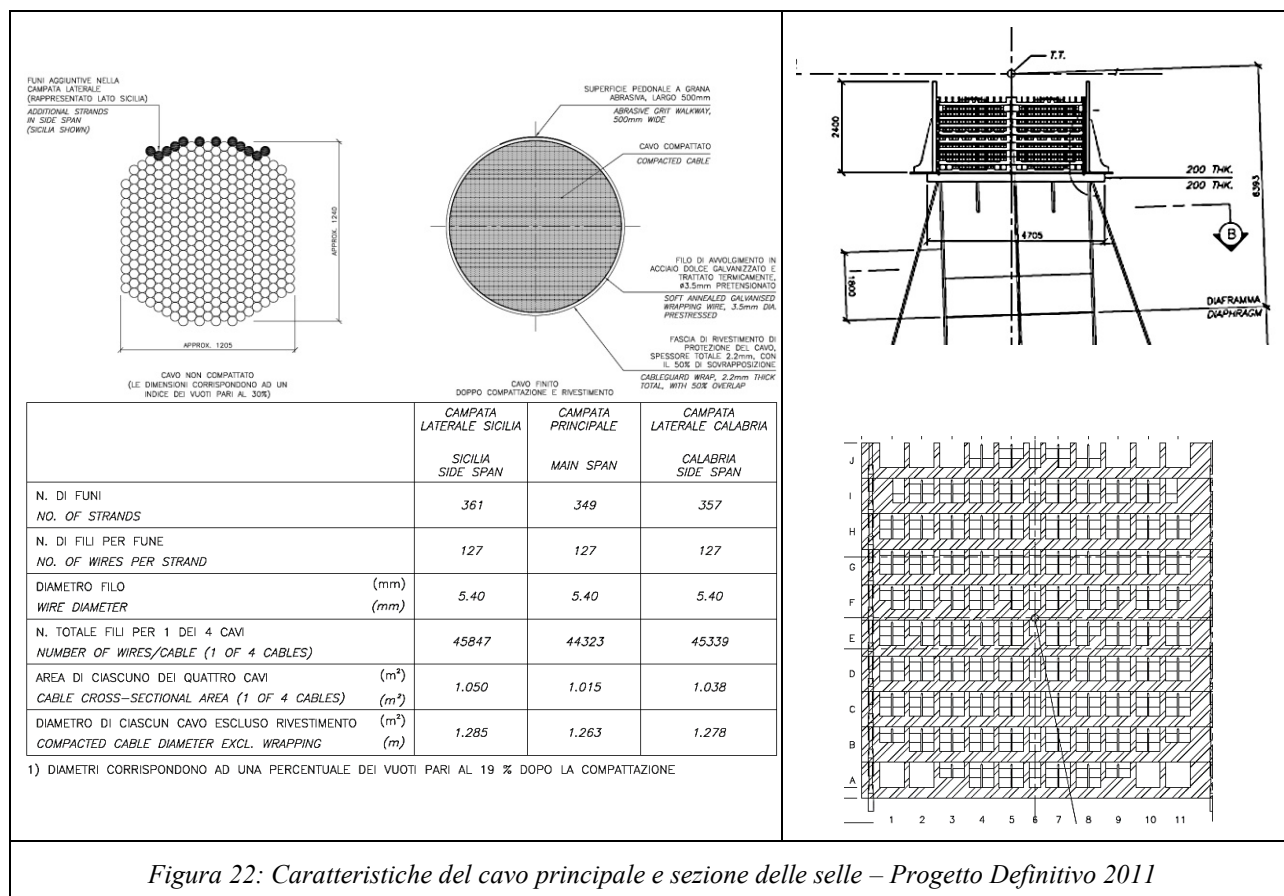 FUNI AGGIUNTIVE NELLA
CAMPATA LATERALE
(RAPPRESENTATO LATO SICILIA)
ADDITIONAL STRANDS
IN SIDE SPAN
(SICILIA SHOWN)
APPROX. 1240
APPROX. 1205
CAVO NON COMPATTATO
(LE DIMENSIONI CORRISPONDONO AD UN
INDICE DEI VUOTI PARI AL 30%)
SUPERFICIE PEDONALE A GRANA
ABRASIVA, LARGO 500mm
ABRASIVE GRIT WALKWAY,
500mm WIDE
CAVO COMPATTATO
COMPACTED CABLE
FILO DI AVVOLGIMENTO IN
ACCIAIO DOLCE GALVANIZZATO E
TRATTATO TERMICAMENTE,
ø3.5mm PRETENSIONATO
SOFT ANNEALED GALVANISED
WRAPPING WIRE, 3.5mm DIA.
PRESTRESSED
FASCIA DI RIVESTIMENTO DI
PROTEZIONE DEL CAVO,
SPESSORE TOTALE 2.2mm, CON
IL 50% DI SOVRAPPOSIZIONE
CABLEGUARD WRAP, 2.2mm THICK
TOTAL, WITH 50% OVERLAP
CAVO FINITO
DOPPO COMPATTAZIONE E RIVESTIMENTO
CAMPATA LATERALE SICILIA CAMPATA PRINCIPALE CAMPATA LATERALE CALABRIA
SICILIA SIDE SPAN MAIN SPAN CALABRIA SIDE SPAN
N. DI FUNI
NO. OF STRANDS 361 349 357
N. DI FILI PER FUNE
NO. OF WIRES PER STRAND 127 127 127
DIAMETRO FILO (mm)
WIRE DIAMETER (mm) 5.40 5.40 5.40
N. TOTALE FILI PER 1 DEI 4 CAVI
NUMBER OF WIRES/CABLE (1 OF 4 CABLES) 45847 44323 45339
AREA DI CIASCUNO DEI QUATTRO CAVI (m²)
CABLE CROSS-SECTIONAL AREA (1 OF 4 CABLES) (m²) 1.050 1.015 1.038
DIAMETRO DI CIASCUN CAVO ESCLUSO RIVESTIMENTO (m²)
COMPACTED CABLE DIAMETER EXCL. WRAPPING (m) 1.285 1.263 1.278
1) DIAMETRI CORRISPONDONO AD UNA PERCENTUALE DEI VUOTI PARI AL 19 % DOPO LA COMPATTAZIONE
T.T.
2400
200 THK.
200 THK.
6393
B
4705
1800
DIAFRAMMA
DIAPHRAGM
J
I
H
G
F
E
D
C
B
A
1 2 3 4 5 6 7 8 9 10 11
Figura 22: Caratteristiche del cavo principale e sezione delle selle – Progetto Definitivo 2011